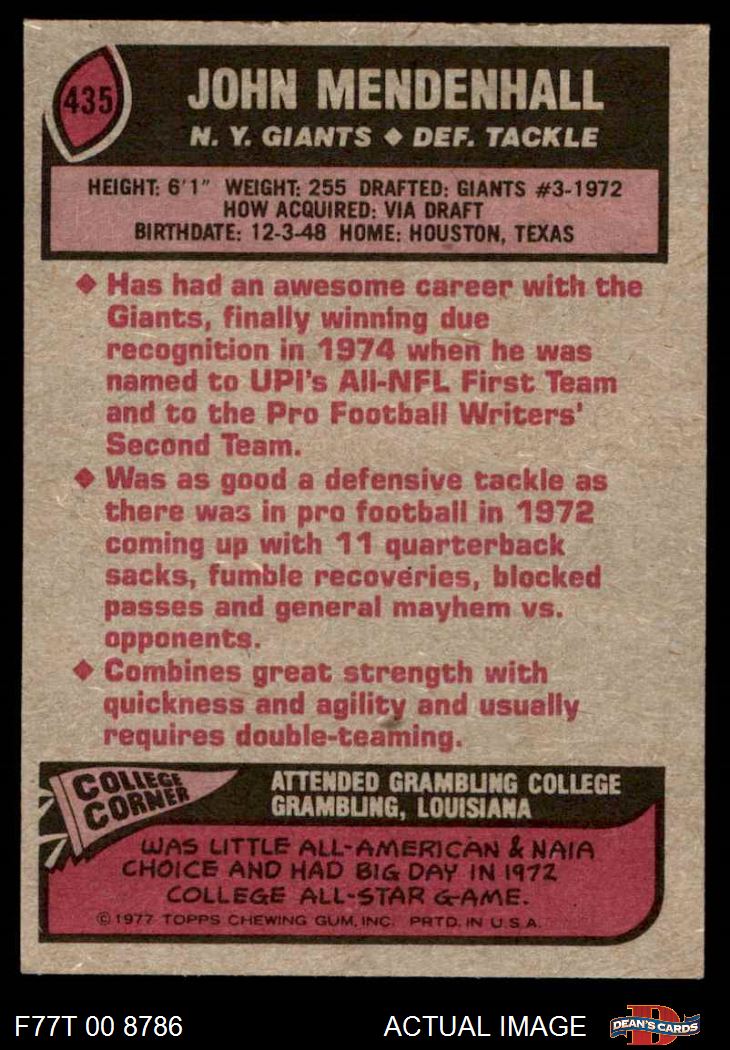 435
JOHN MENDENHALL
N. Y. GIANTS ◆ DEF. TACKLE
HEIGHT: 6'1" WEIGHT: 255 DRAFTED: GIANTS #3-1972
HOW ACQUIRED: VIA DRAFT
BIRTHDATE: 12-3-48 HOME: HOUSTON, TEXAS
◆ Has had an awesome career with the
Giants, finally winning due
recognition in 1974 when he was
named to UPI's All-NFL First Team
and to the Pro Football Writers'
Second Team.
◆ Was as good a defensive tackle as
there was in pro football in 1972
coming up with 11 quarterback
sacks, fumble recoveries, blocked
passes and general mayhem vs.
opponents.
◆ Combines great strength with
quickness and agility and usually
requires double-teaming.
COLLEGE
CORNER
ATTENDED GRAMBLING COLLEGE
GRAMBLING, LOUISIANA
WAS LITTLE ALL-AMERICAN & NAIA
CHOICE AND HAD BIG DAY IN 1972
COLLEGE ALL-STAR GAME.
© 1977 TOPPS CHEWING GUM, INC. PRTD. IN U.S.A.
F77T 00 8786
ACTUAL IMAGE
D
DEAN'S CARDS